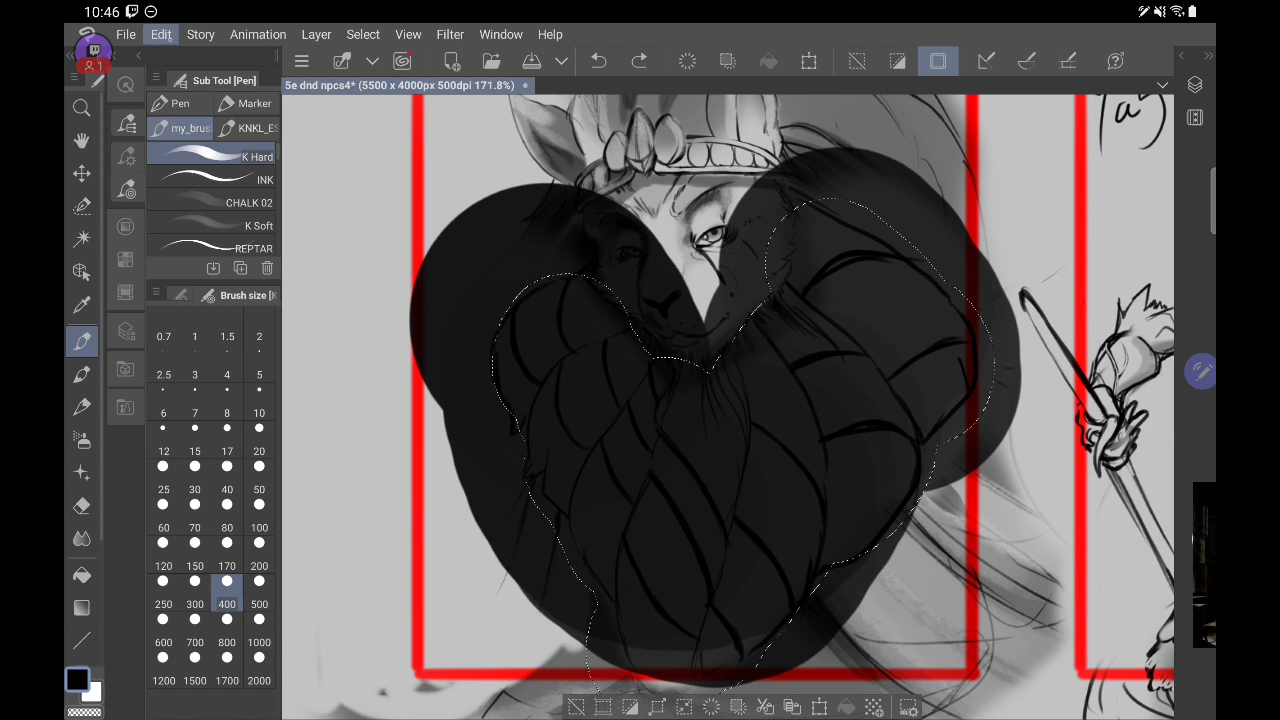 10:46
File Edit Story Animation Layer Select View Filter Window Help
1
Sub Tool [Pen]
5e dnd npcs4* (5500 x 4000px 500dpi 171.8%)
Pen Marker
my_brus KNKL_ES
K Hard
INK
CHALK 02
K Soft
REPTAR
Brush size [K
0.7 1 1.5 2
2.5 3 4 5
6 7 8 10
12 15 17 20
25 30 40 50
60 70 80 100
120 150 170 200
250 300 400 500
600 700 800 1000
1200 1500 1700 2000